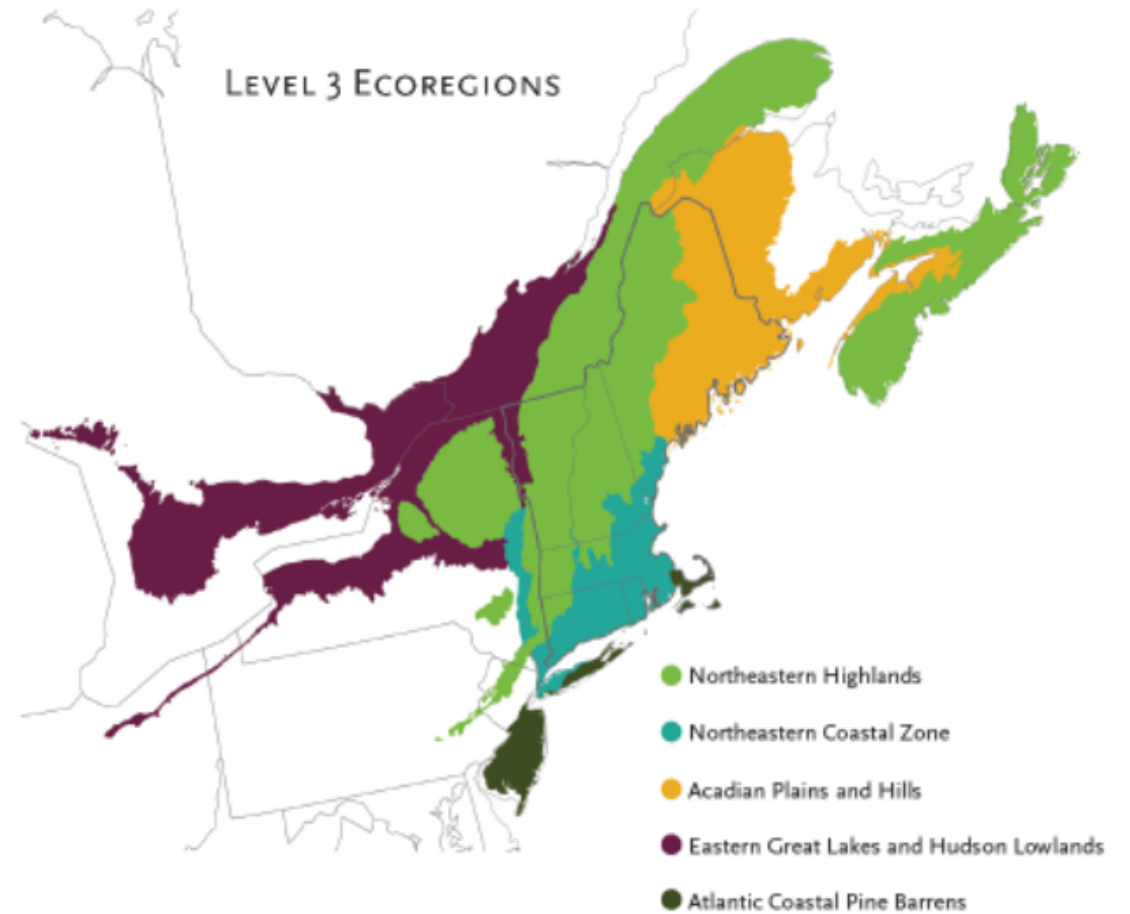 Level 3 Ecoregions
Northeastern Highlands
Northeastern Coastal Zone
Acadian Plains and Hills
Eastern Great Lakes and Hudson Lowlands
Atlantic Coastal Pine Barrens